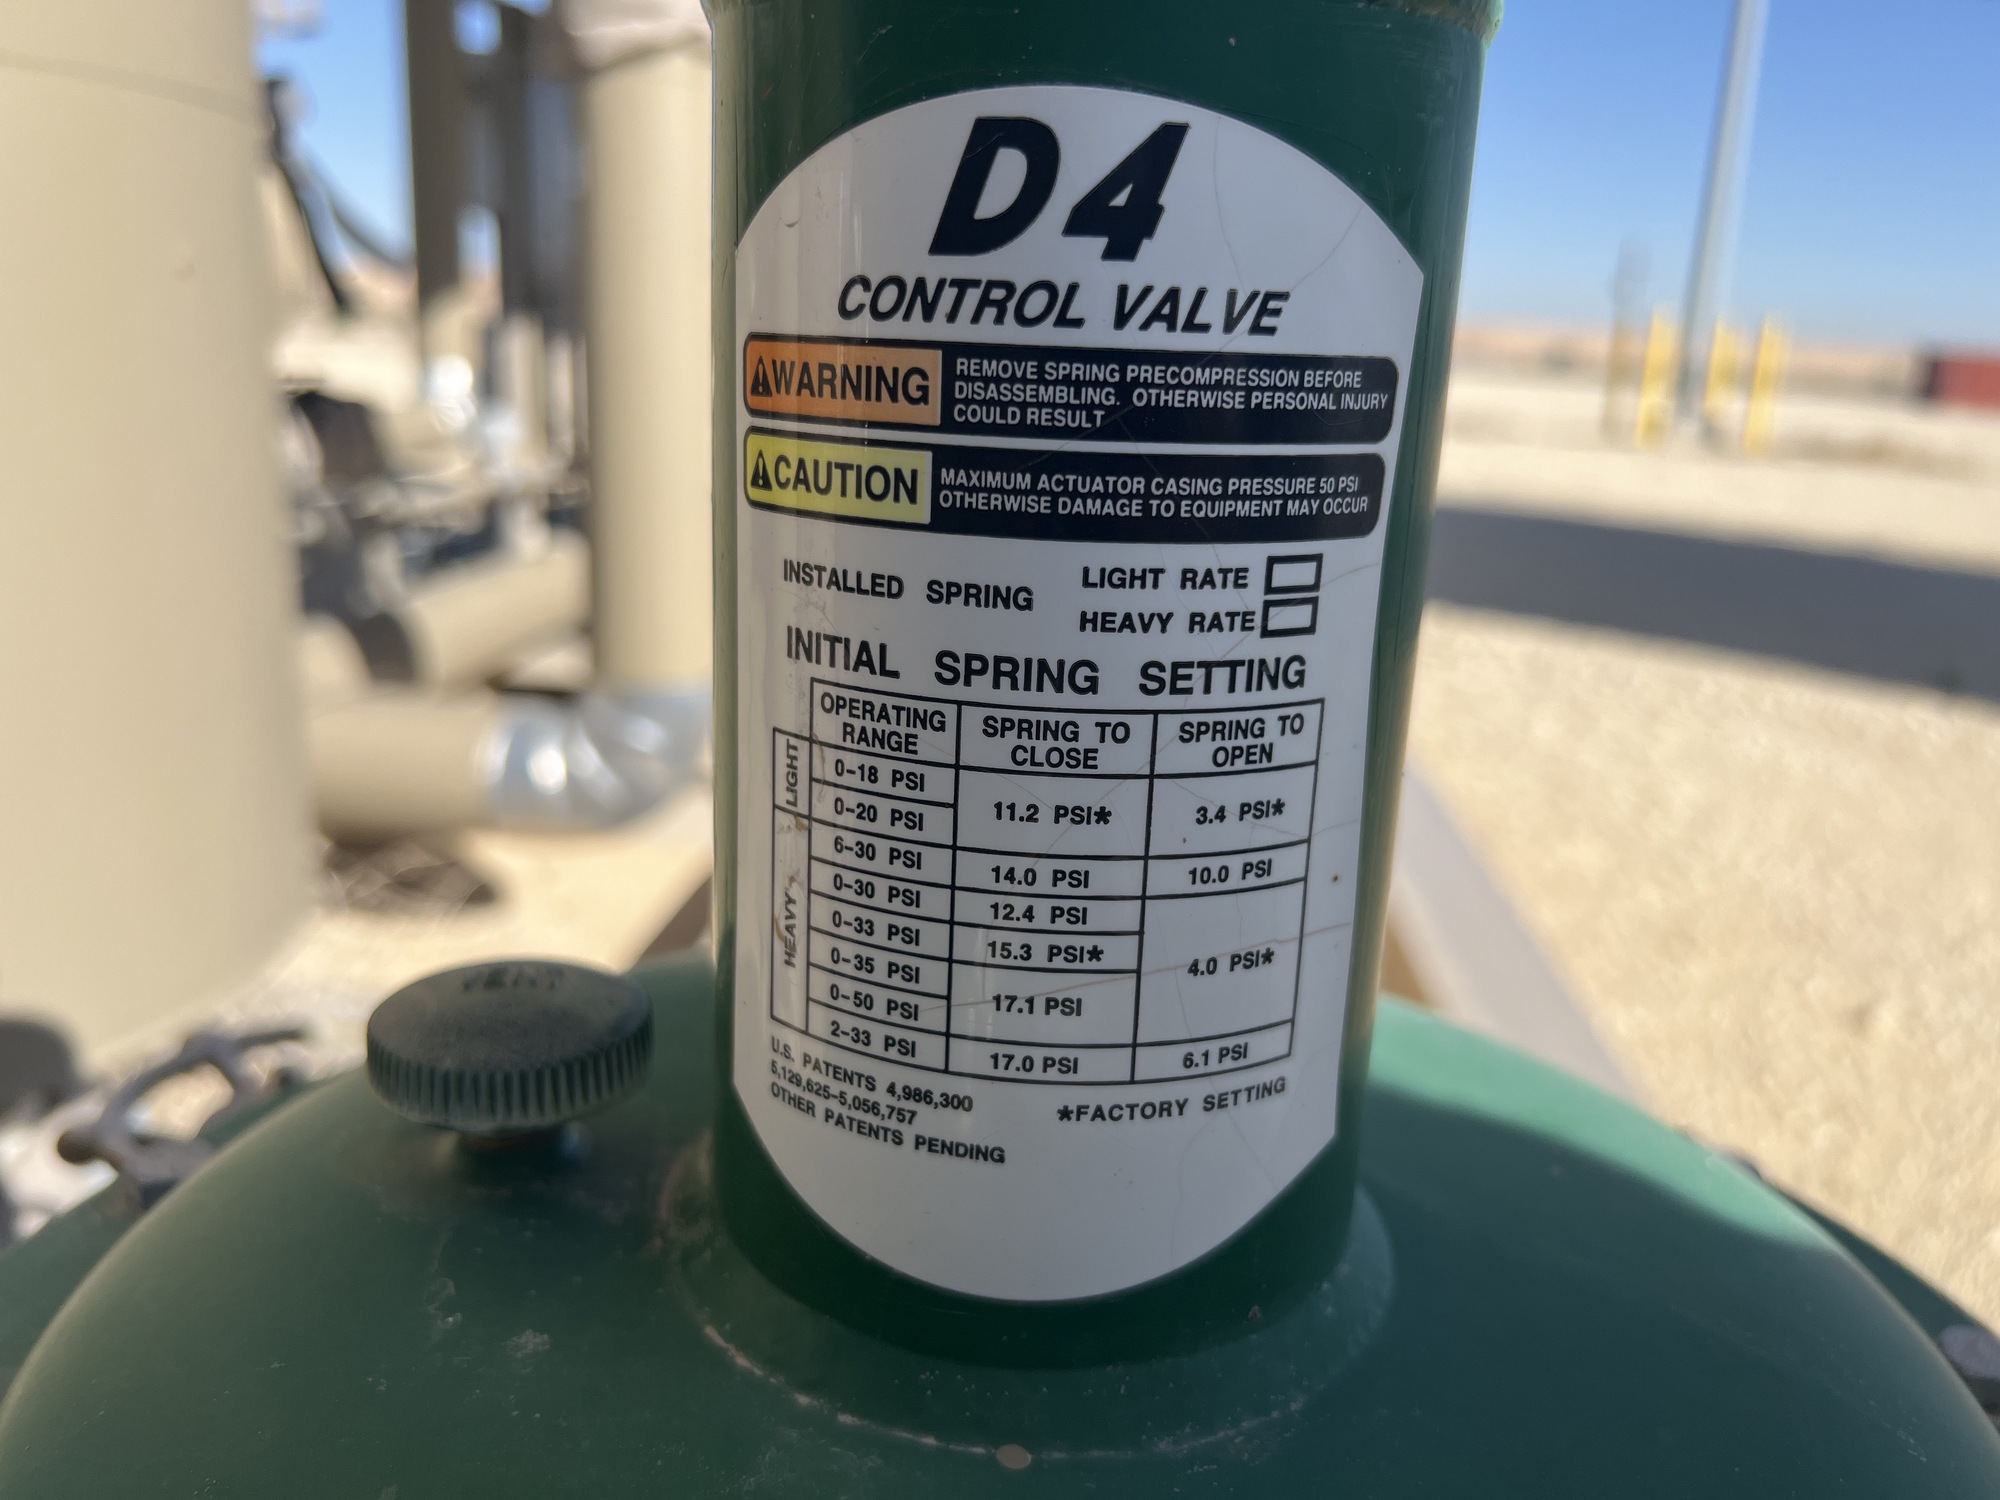 D4
CONTROL VALVE
WARNING
REMOVE SPRING PRECOMPRESSION BEFORE
DISASSEMBLING. OTHERWISE PERSONAL INJURY
COULD RESULT
CAUTION
MAXIMUM ACTUATOR CASING PRESSURE 50 PSI
OTHERWISE DAMAGE TO EQUIPMENT MAY OCCUR
INSTALLED SPRING
LIGHT RATE
HEAVY RATE
INITIAL SPRING SETTING
OPERATING RANGE SPRING TO CLOSE SPRING TO OPEN
LIGHT
0-18 PSI 11.2 PSI* 3.4 PSI*
0-20 PSI
HEAVY
6-30 PSI 14.0 PSI 10.0 PSI
0-30 PSI 12.4 PSI 4.0 PSI*
0-33 PSI 15.3 PSI*
0-35 PSI 17.1 PSI
0-50 PSI
2-33 PSI 17.0 PSI 6.1 PSI
U.S. PATENTS 4,986,300
5,129,625-5,056,757
OTHER PATENTS PENDING
*FACTORY SETTING